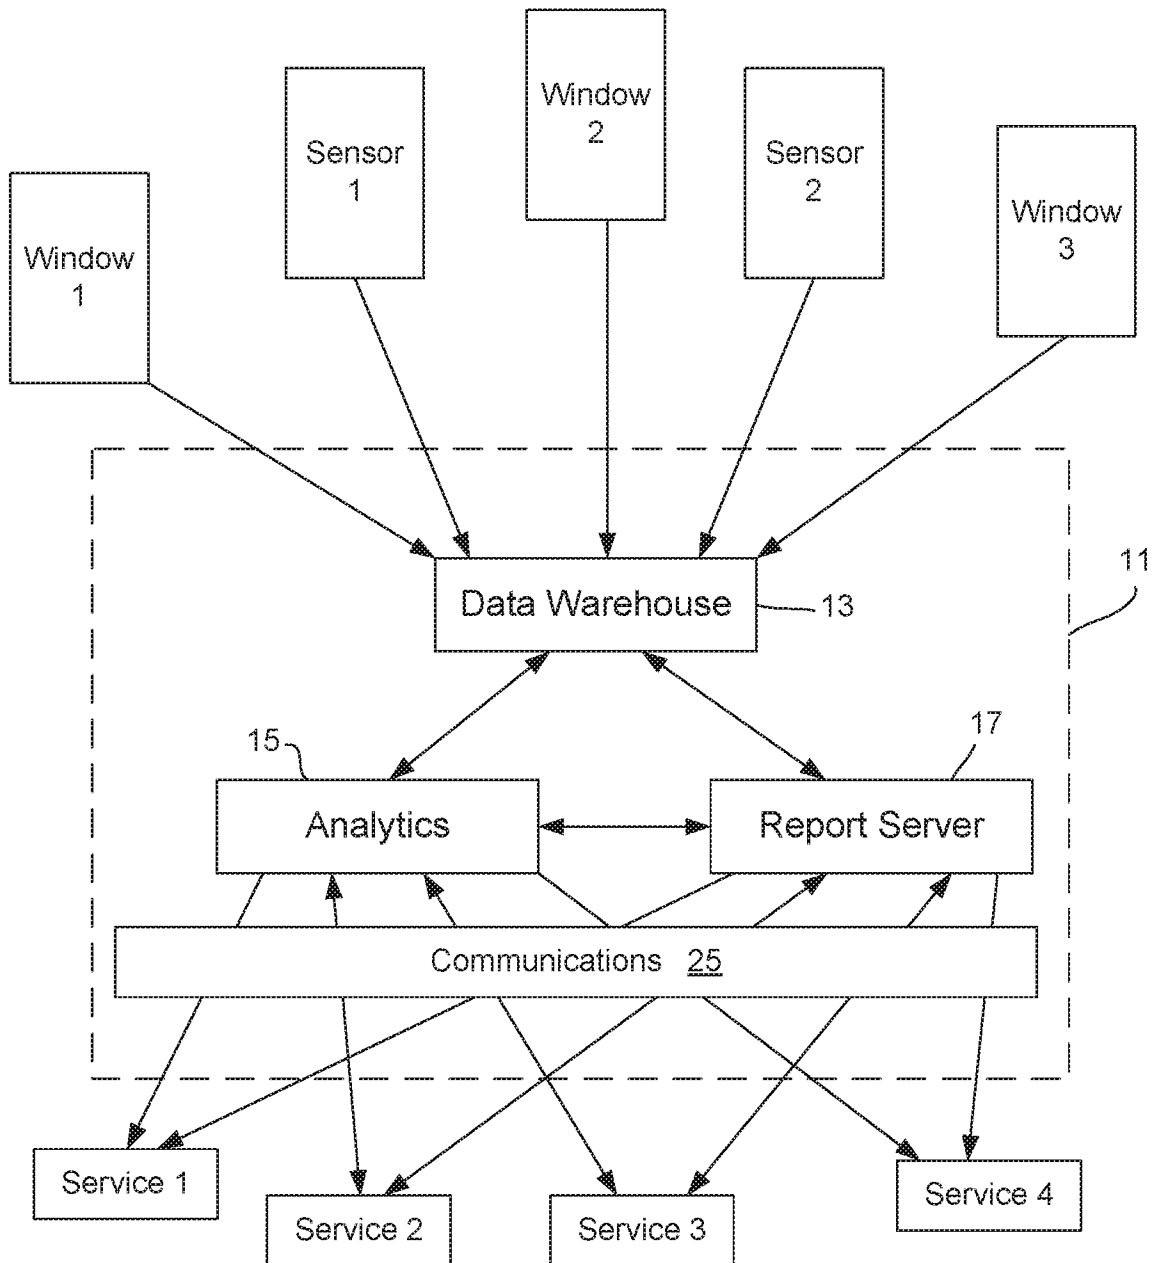 Window
2
Sensor
1
Sensor
2
Window
3
Window
1
11
Data Warehouse
13
15
17
Analytics
Report Server
Communications 25
Service 1
Service 2
Service 3
Service 4